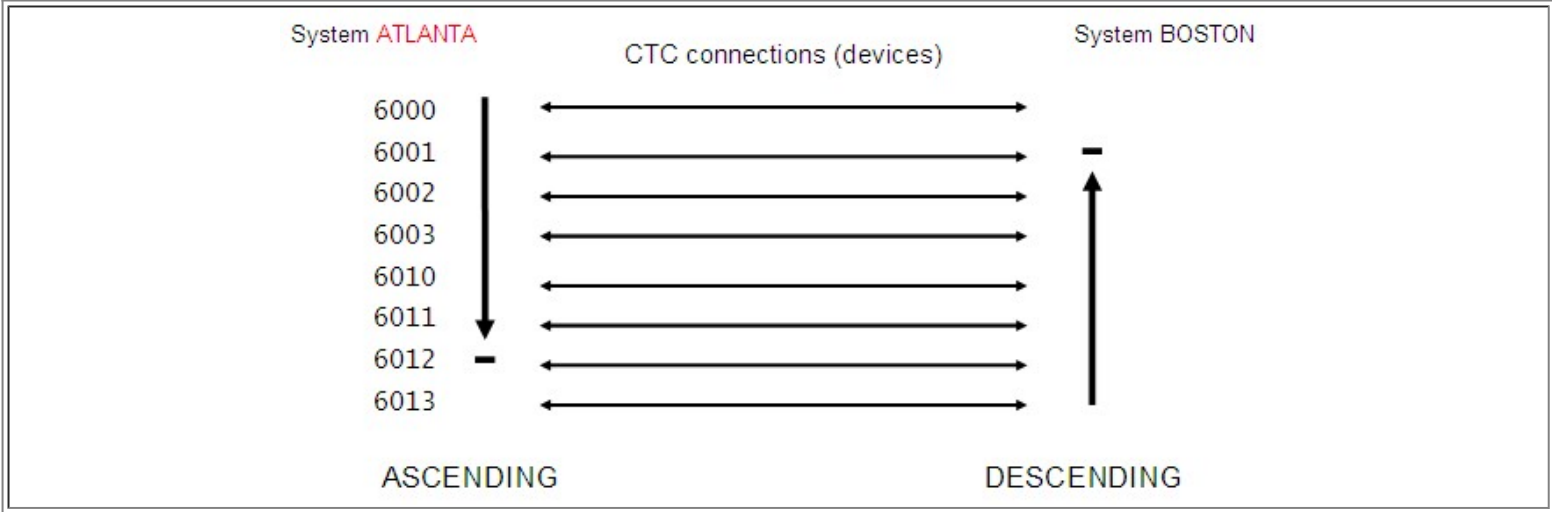 System ATLANTA
System BOSTON
CTC connections (devices)
6000
6001
6002
6003
6010
6011
6012
6013
ASCENDING
DESCENDING